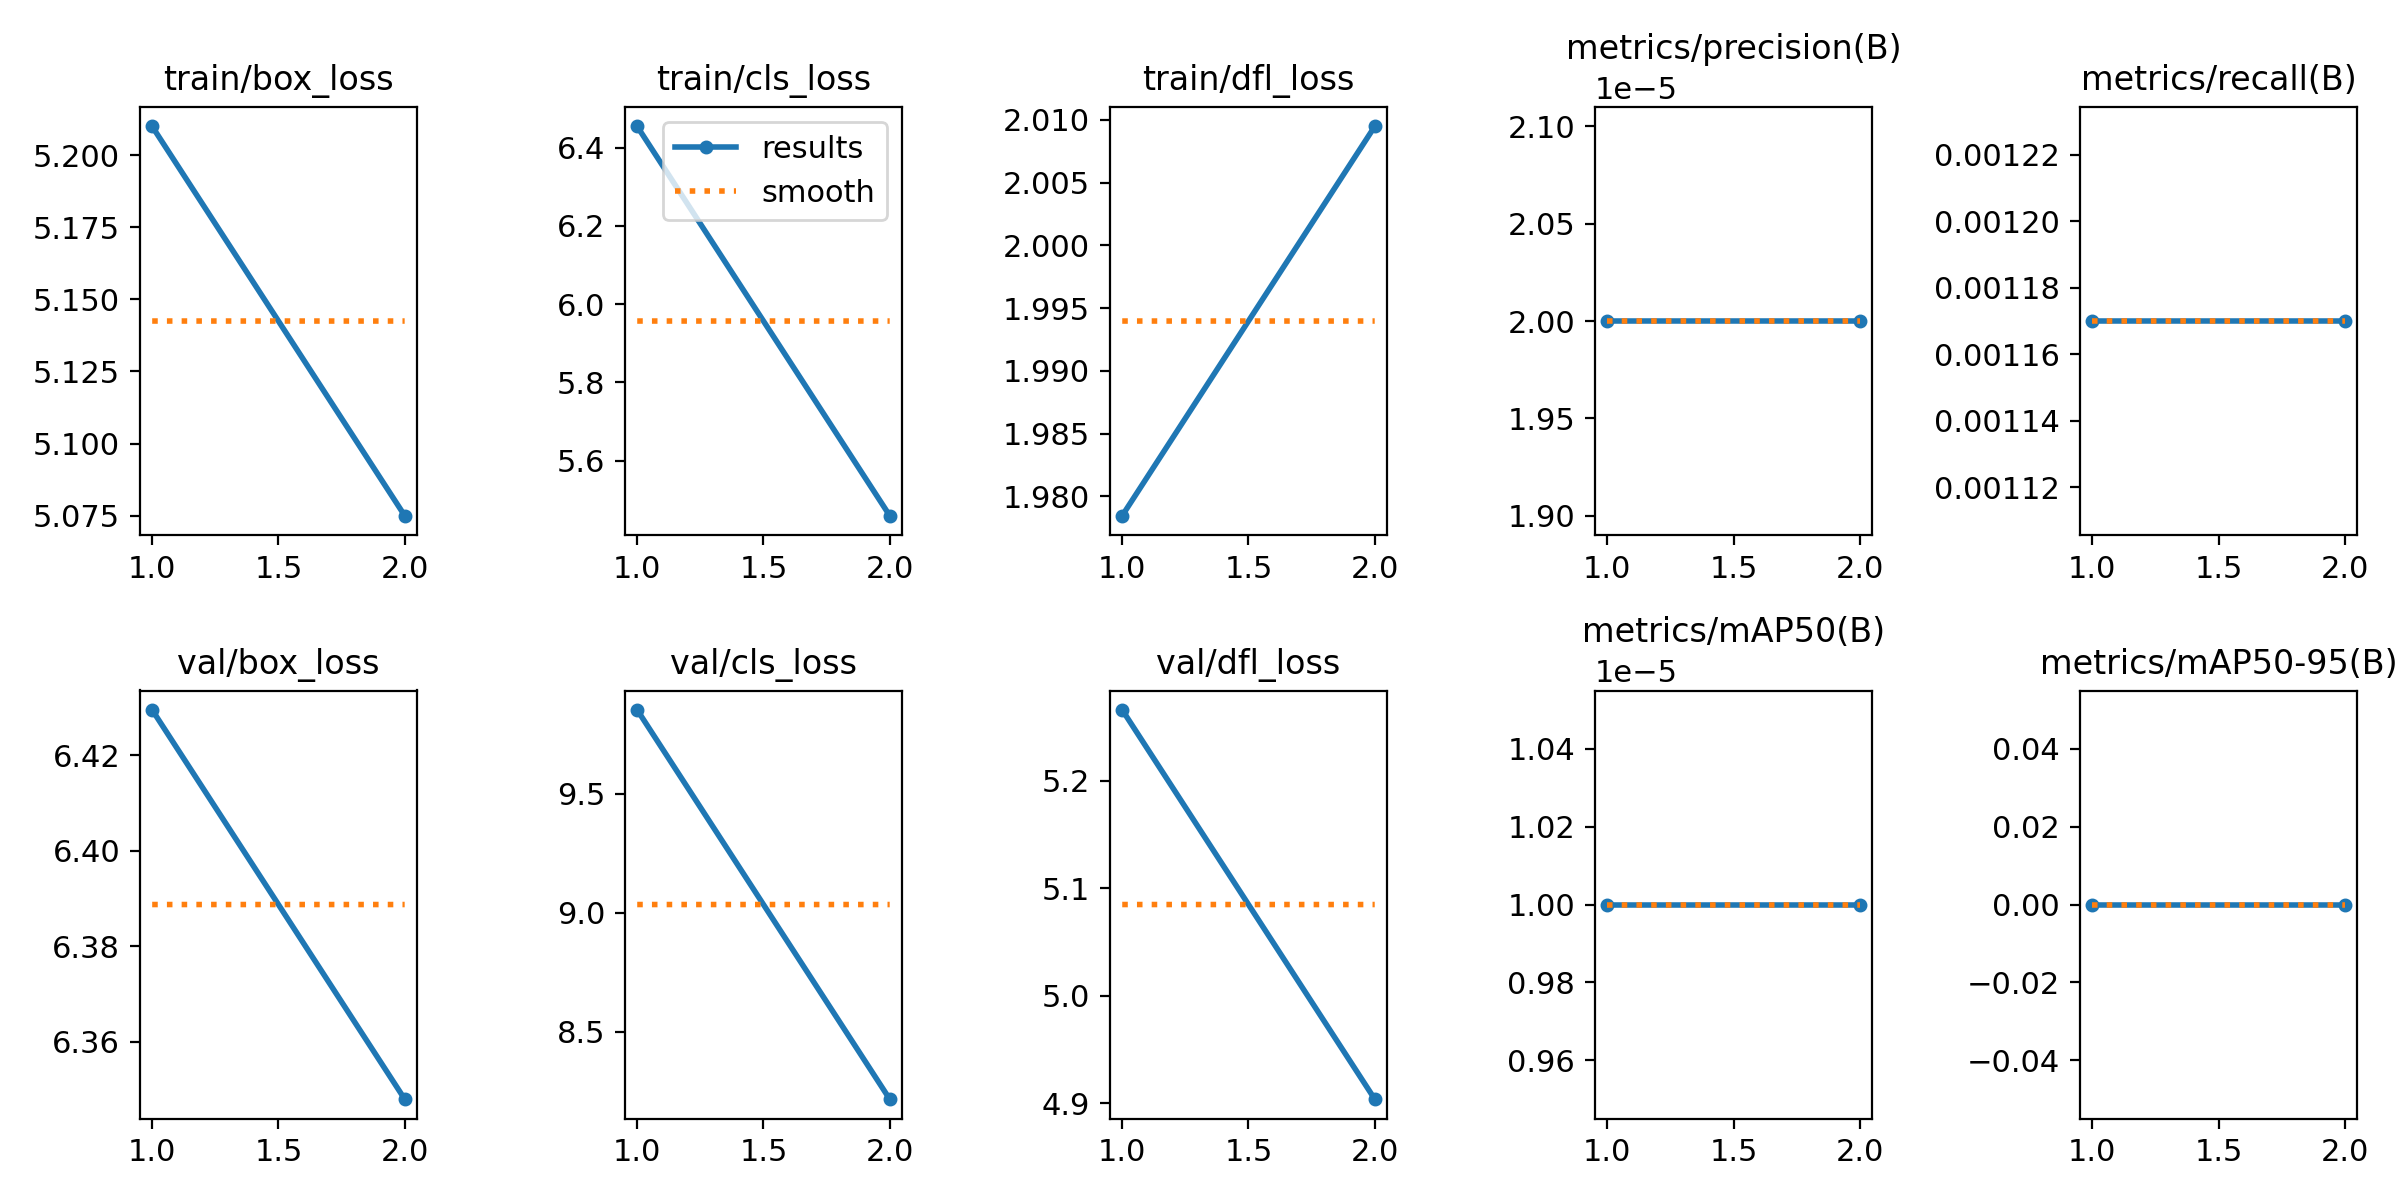 train/box_loss
5.200
5.175
5.150
5.125
5.100
5.075
1.0 1.5 2.0
train/cls_loss
results
smooth
6.4
6.2
6.0
5.8
5.6
1.0 1.5 2.0
train/dfl_loss
2.010
2.005
2.000
1.995
1.990
1.985
1.980
1.0 1.5 2.0
metrics/precision(B)
1e−5
2.10
2.05
2.00
1.95
1.90
1.0 1.5 2.0
metrics/recall(B)
0.00122
0.00120
0.00118
0.00116
0.00114
0.00112
1.0 1.5 2.0
val/box_loss
6.42
6.40
6.38
6.36
1.0 1.5 2.0
val/cls_loss
9.5
9.0
8.5
1.0 1.5 2.0
val/dfl_loss
5.2
5.1
5.0
4.9
1.0 1.5 2.0
metrics/mAP50(B)
1e−5
1.04
1.02
1.00
0.98
0.96
1.0 1.5 2.0
metrics/mAP50-95(B)
0.04
0.02
0.00
−0.02
−0.04
1.0 1.5 2.0